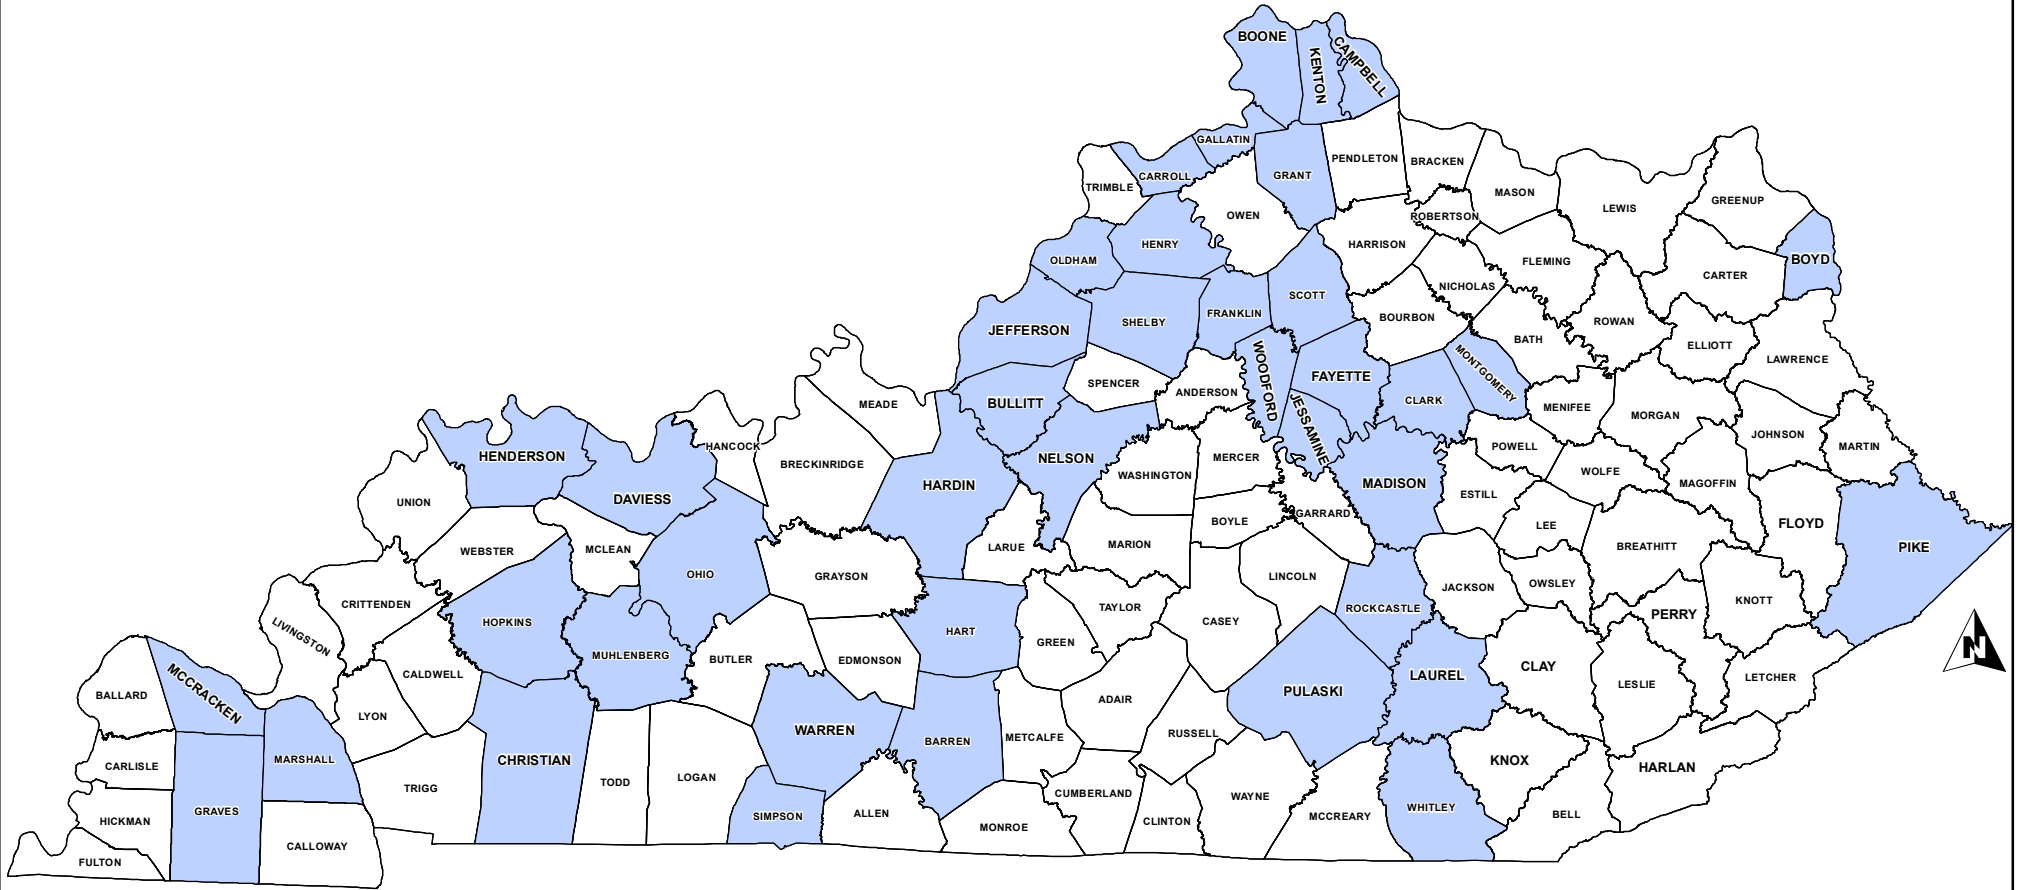 BOONE
KENTON
CAMPBELL
GALLATIN
CARROLL
GRANT
PENDLETON
BRACKEN
TRIMBLE
MASON
OWEN
ROBERTSON
LEWIS
GREENUP
HENRY
HARRISON
OLDHAM
FLEMING
BOYD
CARTER
NICHOLAS
SCOTT
FRANKLIN
BOURBON
SHELBY
JEFFERSON
ROWAN
BATH
ELLIOTT
LAWRENCE
WOODFORD
FAYETTE
MONTGOMERY
SPENCER
ANDERSON
CLARK
BULLITT
MEADE
JESSAMINE
MENIFEE
MORGAN
JOHNSON
MARTIN
HANCOCK
HENDERSON
BRECKINRIDGE
NELSON
MERCER
POWELL
WOLFE
WASHINGTON
MADISON
HARDIN
DAVIESS
ESTILL
MAGOFFIN
UNION
GARRARD
BOYLE
LEE
FLOYD
WEBSTER
MCLEAN
LARUE
MARION
BREATHITT
PIKE
OHIO
GRAYSON
LINCOLN
JACKSON
OWSLEY
CRITTENDEN
TAYLOR
ROCKCASTLE
PERRY
KNOTT
LIVINGSTON
HOPKINS
HART
GREEN
CASEY
MUHLENBERG
BUTLER
EDMONSON
CLAY
CALDWELL
LAUREL
LESLIE
LETCHER
MCCRACKEN
BALLARD
PULASKI
ADAIR
LYON
WARREN
BARREN
METCALFE
RUSSELL
N
CARLISLE
MARSHALL
CHRISTIAN
KNOX
HARLAN
TRIGG
TODD
LOGAN
CUMBERLAND
WAYNE
GRAVES
SIMPSON
ALLEN
WHITLEY
HICKMAN
MONROE
CLINTON
MCCREARY
BELL
CALLOWAY
FULTON